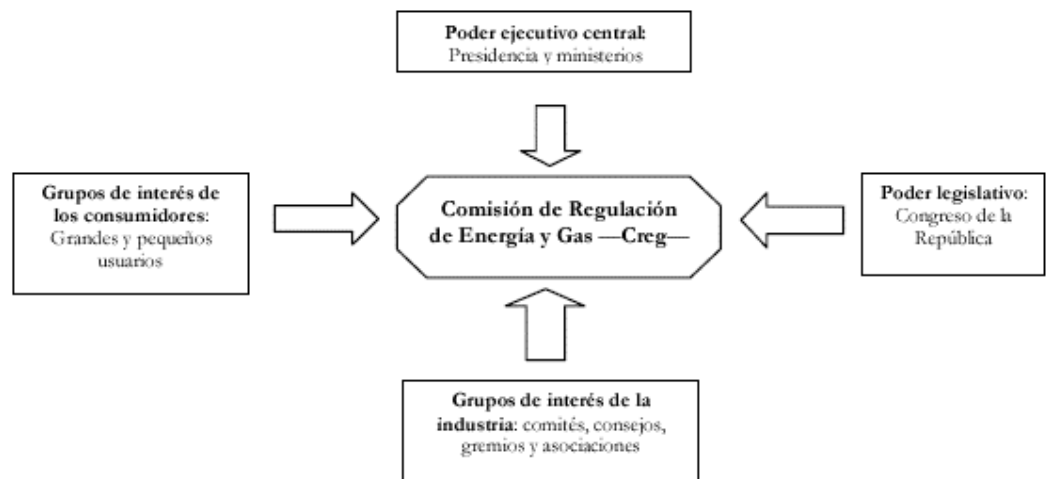 Poder ejecutivo central:
Presidencia y ministerios
Grupos de interés de
los consumidores:
Grandes y pequeños
usuarios
Comisión de Regulación
de Energía y Gas —Creg—
Poder legislativo:
Congreso de la
República
Grupos de interés de la
industria: comités, consejos,
gremios y asociaciones